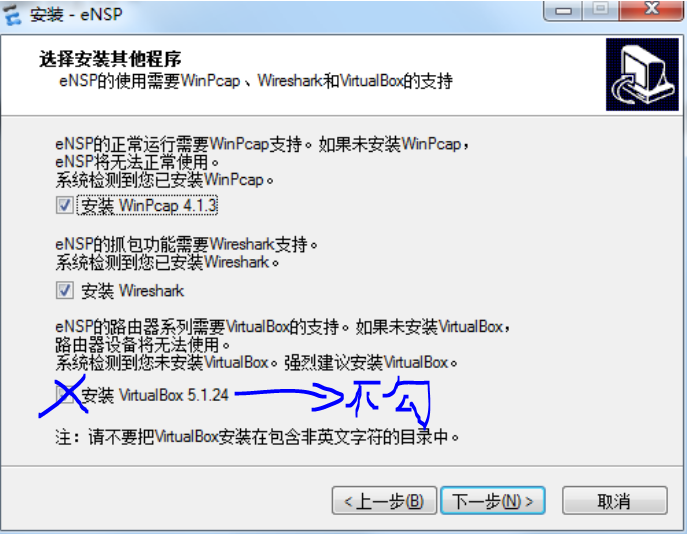 安装 - eNSP
选择安装其他程序
eNSP的使用需要WinPcap、Wireshark和VirtualBox的支持
eNSP的正常运行需要WinPcap支持。如果未安装WinPcap，
eNSP将无法正常使用。
系统检测到您已安装WinPcap。
安装 WinPcap 4.1.3
eNSP的抓包功能需要Wireshark支持。
系统检测到您已安装Wireshark。
安装 Wireshark
eNSP的路由器系列需要VirtualBox的支持。如果未安装VirtualBox，
路由器设备将无法使用。
系统检测到您未安装VirtualBox。强烈建议安装VirtualBox。
安装 VirtualBox 5.1.24 不勾
注：请不要把VirtualBox安装在包含非英文字符的目录中。
<上一步(B) 下一步(N)> 取消